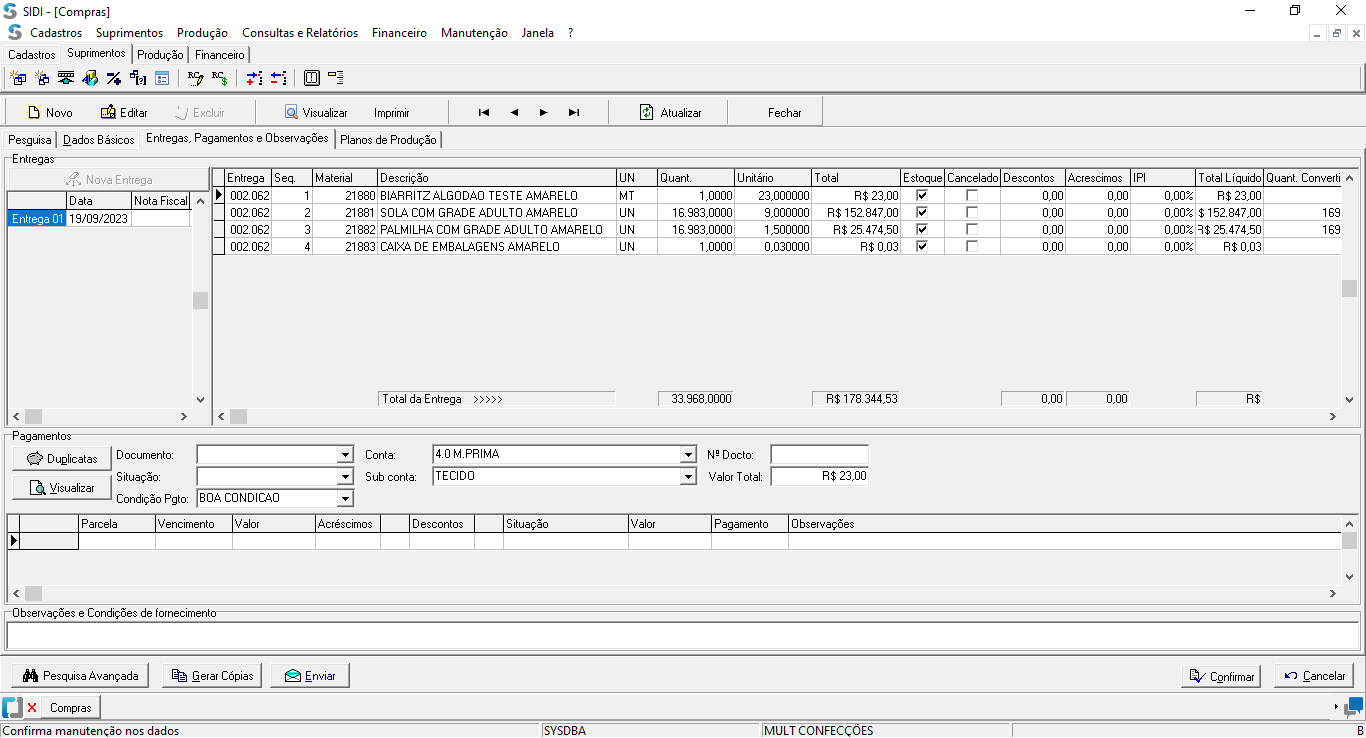 SIDI - [Compras]
Cadastros Suprimentos Produção Consultas e Relatórios Financeiro Manutenção Janela ?
Cadastros Suprimentos Produção Financeiro
Novo Editar Excluir Visualizar Imprimir Atualizar Fechar
Pesquisa Dados Básicos Entregas, Pagamentos e Observações Planos de Produção
Entregas
Nova Entrega
Data Nota Fiscal
Entrega 01 19/09/2023
Entrega Seq. Material Descrição UN Quant. Unitário Total Estoque Cancelado Descontos Acrescimos IPI Total Líquido Quant. Converti
002.062 1 21880 BIARRITZ ALGODAO TESTE AMARELO MT 1,0000 23,000000 R$ 23,00 0,00 0,00 0,00% R$ 23,00
002.062 2 21881 SOLA COM GRADE ADULTO AMARELO UN 16.983,0000 9,000000 R$ 152.847,00 0,00 0,00 0,00% $ 152.847,00 169
002.062 3 21882 PALMILHA COM GRADE ADULTO AMARELO UN 16.983,0000 1,500000 R$ 25.474,50 0,00 0,00 0,00% R$ 25.474,50 169
002.062 4 21883 CAIXA DE EMBALAGENS AMARELO UN 1,0000 0,030000 R$ 0,03 0,00 0,00 0,00% R$ 0,03
Total da Entrega >>>>> 33.968,0000 R$ 178.344,53 0,00 0,00 R$
Pagamentos
Duplicatas Documento: Conta: 4.0 M.PRIMA Nº Docto:
Situação: Sub conta: TECIDO Valor Total: R$ 23,00
Visualizar
Condição Pgto: BOA CONDICAO
Parcela Vencimento Valor Acréscimos Descontos Situação Valor Pagamento Observações
Observações e Condições de fornecimento
Pesquisa Avançada Gerar Cópias Enviar Confirmar Cancelar
Compras
Confirma manutenção nos dados SYSDBA MULT CONFECÇÕES B